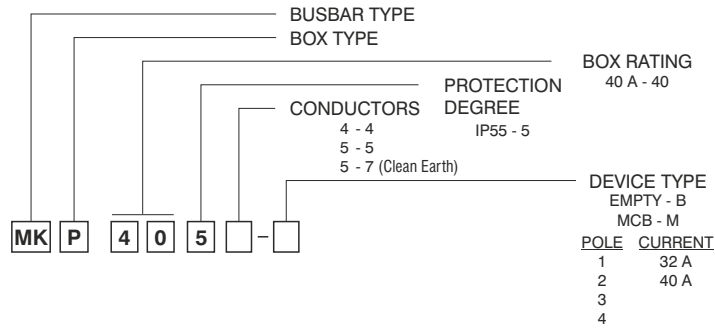 BUSBAR TYPE
BOX TYPE
BOX RATING
40 A - 40
PROTECTION
DEGREE
IP55 - 5
CONDUCTORS
4 - 4
5 - 5
5 - 7 (Clean Earth)
DEVICE TYPE
EMPTY - B
MCB - M
POLE CURRENT
1 32 A
2 40 A
3
4
MK P 4 0 5 -